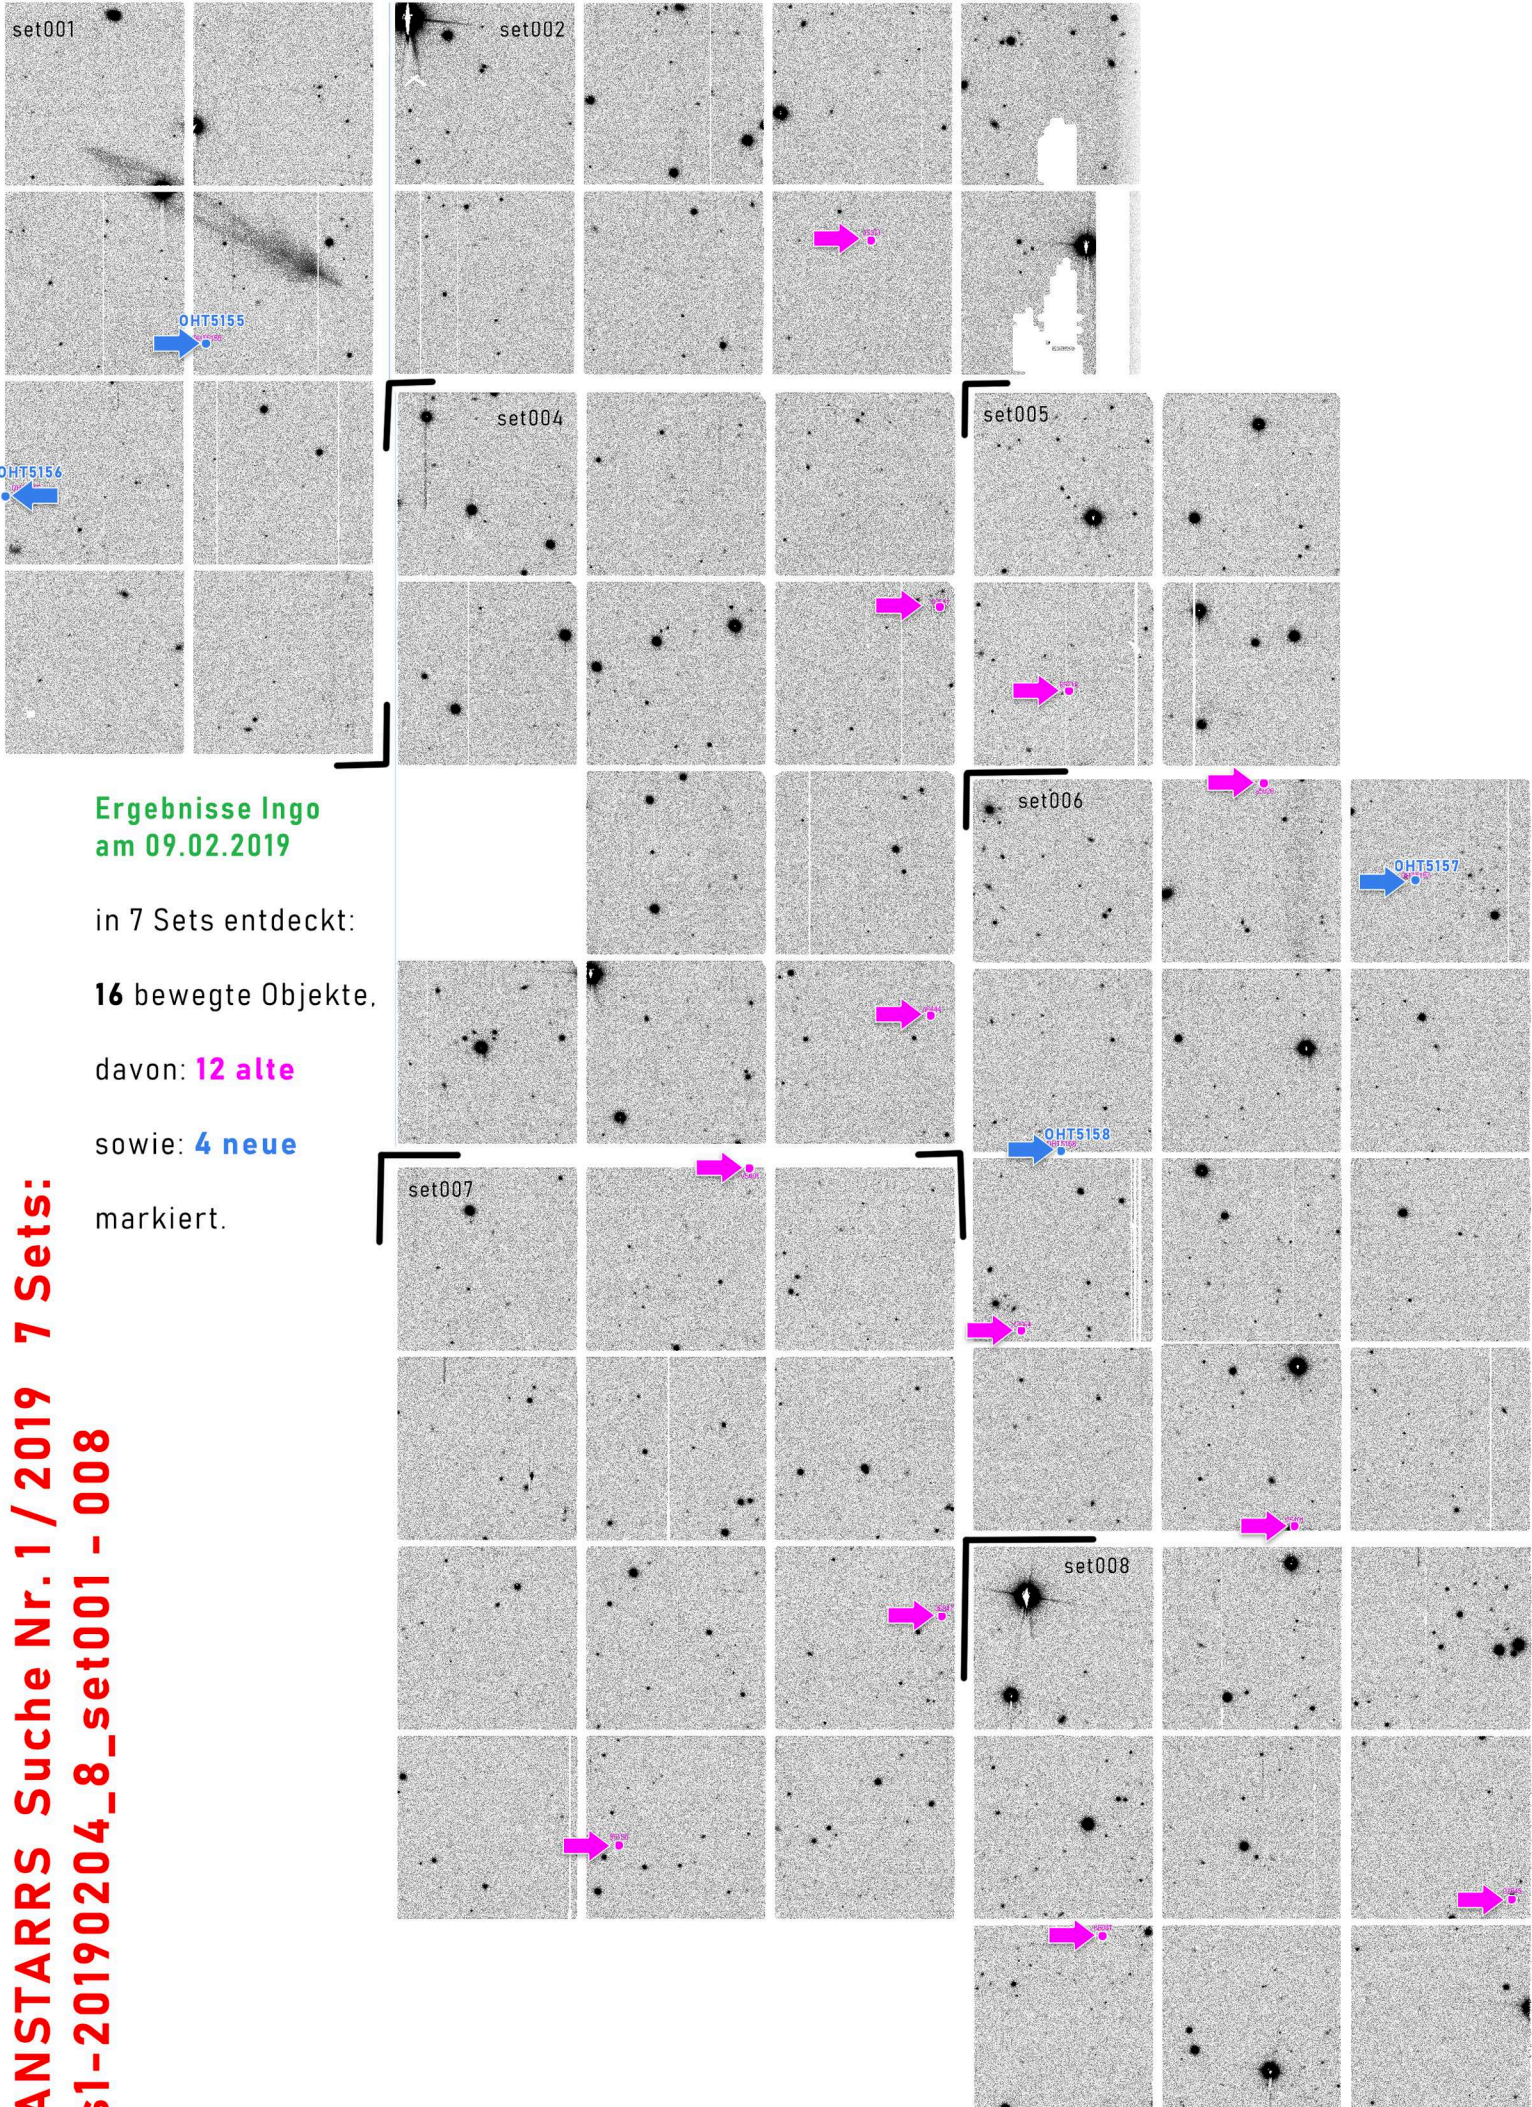 set001
set002
OHT5155
OHT5156
set004
set005
set006
OHT5157
OHT5158
set007
set008
Ergebnisse Ingo
am 09.02.2019
in 7 Sets entdeckt:
16 bewegte Objekte,
davon: 12 alte
sowie: 4 neue
markiert.
ANSTARRS Suche Nr. 1 / 2019 7 Sets:
s1-20190204_8_set001 - 008